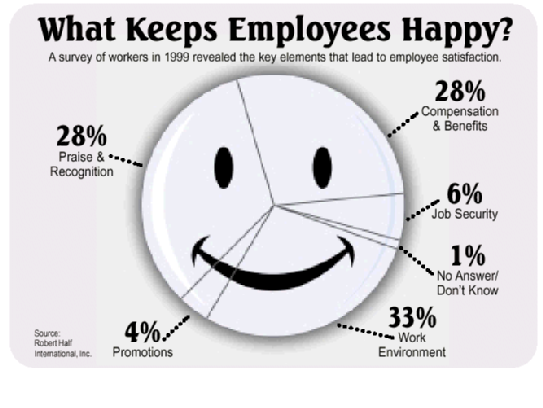 What Keeps Employees Happy?
A survey of workers in 1999 revealed the key elements that lead to employee satisfaction.
28%
Praise &
Recognition
28%
Compensation
& Benefits
6%
Job Security
1%
No Answer/
Don't Know
33%
Work
Environment
4%
Promotions
Source:
Robert Half
International, Inc.